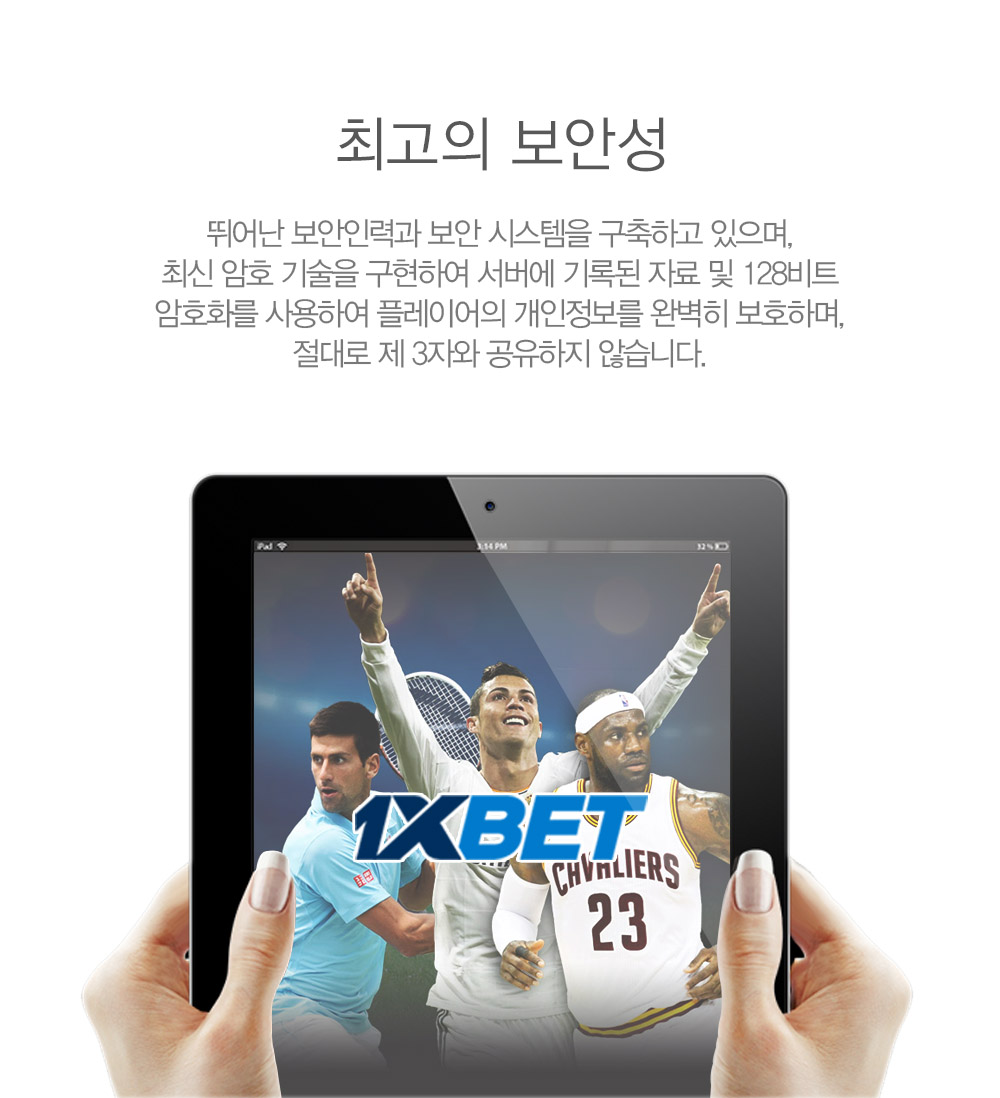 최고의 보안성
뛰어난 보안인력과 보안 시스템을 구축하고 있으며,
최신 암호 기술을 구현하여 서버에 기록된 자료 및 128비트
암호화를 사용하여 플레이어의 개인정보를 완벽히 보호하며,
절대로 제 3자와 공유하지 않습니다.
iPad
:14 PM
32%
1XBET
CAVALIERS
23